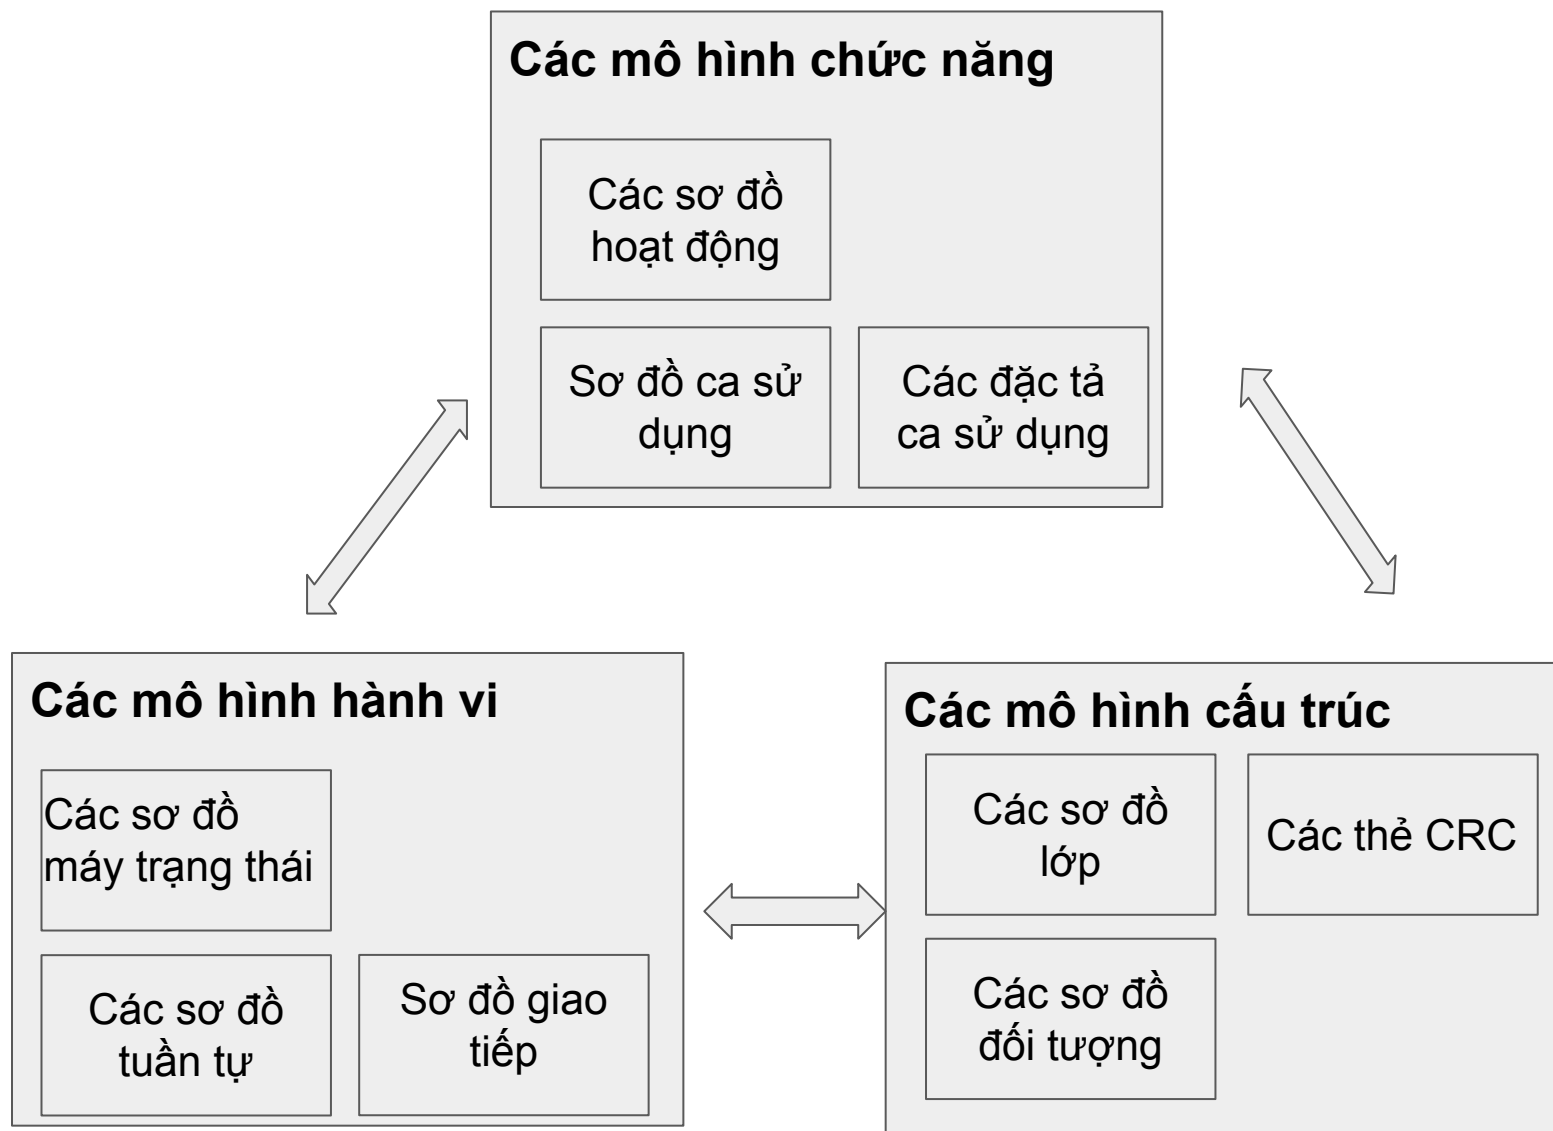 Các mô hình chức năng
Các sơ đồ
hoạt động
Sơ đồ ca sử
dụng
Các đặc tả
ca sử dụng
Các mô hình hành vi
Các sơ đồ
máy trạng thái
Các sơ đồ
tuần tự
Sơ đồ giao
tiếp
Các mô hình cấu trúc
Các sơ đồ
lớp
Các thẻ CRC
Các sơ đồ
đối tượng